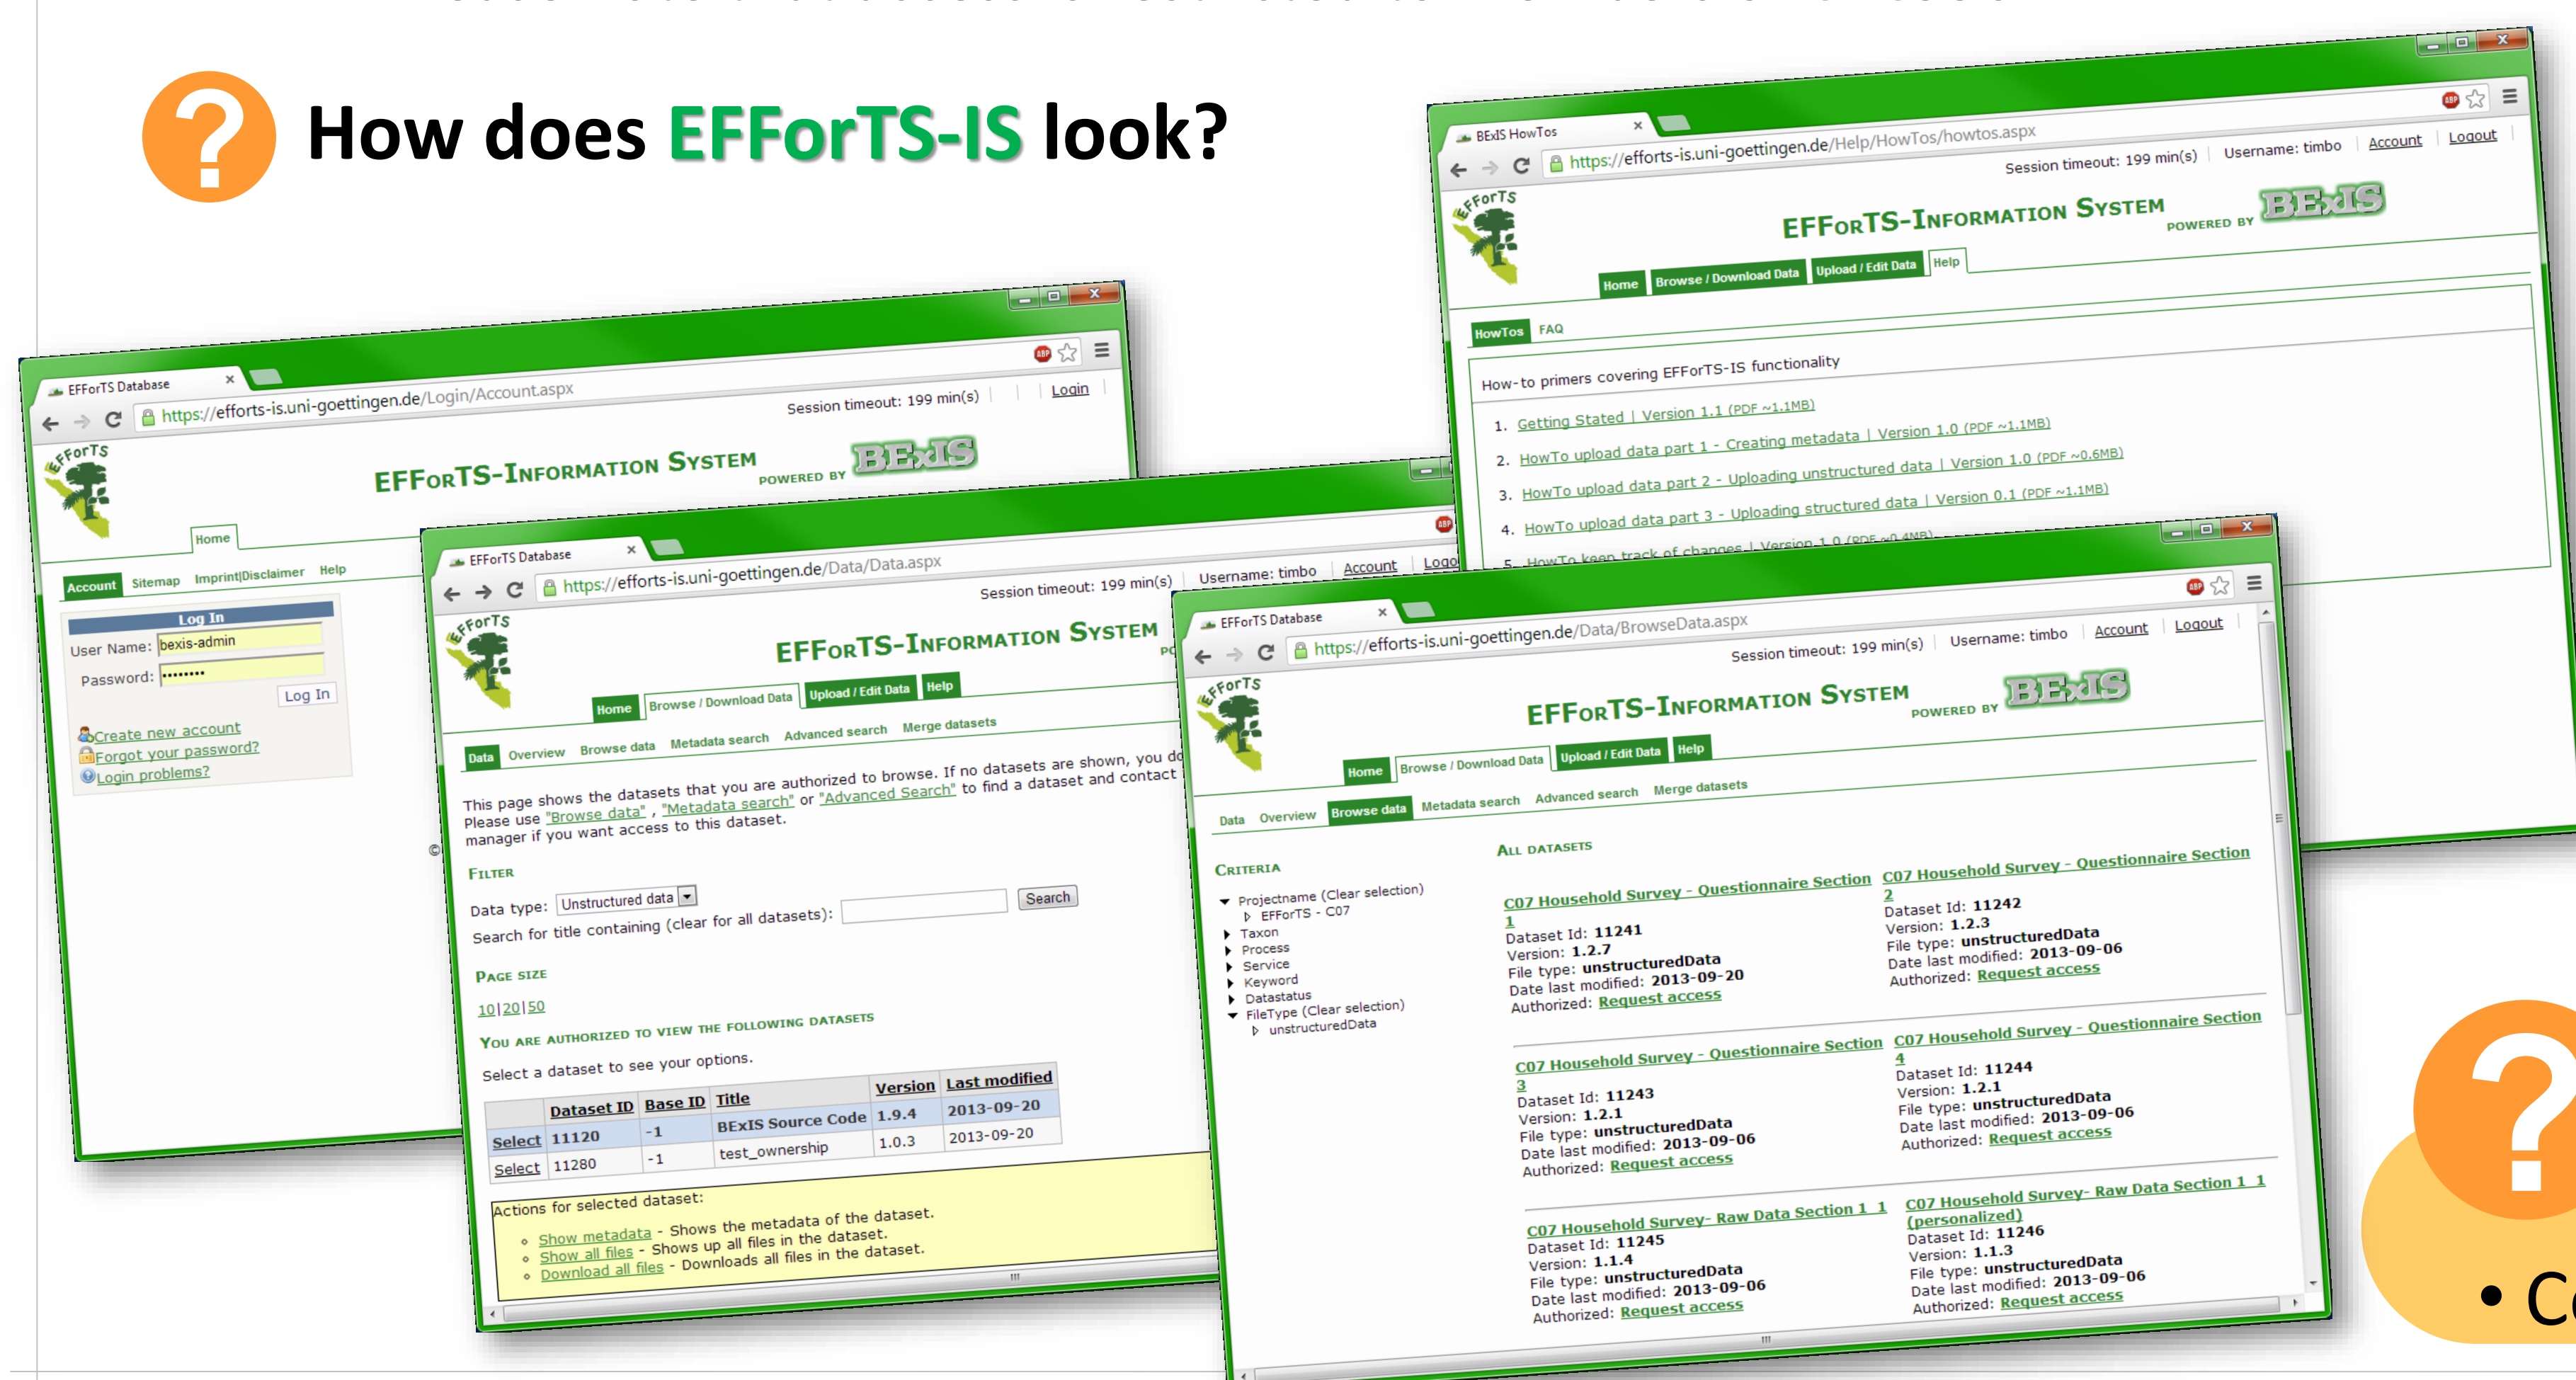 ? How does EFForTS-IS look?
EFForTS Database
https://efforts-is.uni-goettingen.de/Login/Account.aspx
Session timeout: 199 min(s) | | | Login |
EFForTS
EFForTS-Information System powered by BExIS
Home
Account Sitemap Imprint|Disclaimer Help
Log In
User Name: bexis-admin
Password: ••••••••
Log In
Create new account
Forgot your password?
Login problems?
©
EFForTS Database
https://efforts-is.uni-goettingen.de/Data/Data.aspx
Session timeout: 199 min(s) | Username: timbo | Account |
EFForTS
EFForTS-Information System
Home Browse / Download Data Upload / Edit Data Help
Data Overview Browse data Metadata search Advanced search Merge datasets
This page shows the datasets that you are authorized to browse. If no datasets are shown, you
Please use "Browse data" , "Metadata search" or "Advanced Search" to find a dataset and contact
manager if you want access to this dataset.
Filter
Data type: Unstructured data
Search for title containing (clear for all datasets): Search
Page size
10|20|50
You are authorized to view the following datasets
Select a dataset to see your options.
Dataset ID Base ID Title Version Last modified
Select 11120 -1 BExIS Source Code 1.9.4 2013-09-20
Select 11280 -1 test_ownership 1.0.3 2013-09-20
Actions for selected dataset:
Show metadata - Shows the metadata of the dataset.
Show all files - Shows up all files in the dataset.
Download all files - Downloads all files in the dataset.
BExIS HowTos
https://efforts-is.uni-goettingen.de/Help/HowTos/howtos.aspx
Session timeout: 199 min(s) | Username: timbo | Account | Logout |
EFForTS
EFForTS-Information System powered by BExIS
Home Browse / Download Data Upload / Edit Data Help
HowTos FAQ
How-to primers covering EFForTS-IS functionality
1. Getting Stated | Version 1.1 (PDF ~1.1MB)
2. HowTo upload data part 1 - Creating metadata | Version 1.0 (PDF ~1.1MB)
3. HowTo upload data part 2 - Uploading unstructured data | Version 1.0 (PDF ~0.6MB)
4. HowTo upload data part 3 - Uploading structured data | Version 0.1 (PDF ~1.1MB)
5. HowTo keep track of changes | Version 1.0 (PDF ~0.4MB)
EFForTS Database
https://efforts-is.uni-goettingen.de/Data/BrowseData.aspx
Session timeout: 199 min(s) | Username: timbo | Account | Logout |
EFForTS
EFForTS-Information System powered by BExIS
Home Browse / Download Data Upload / Edit Data Help
Data Overview Browse data Metadata search Advanced search Merge datasets
Criteria
Projectname (Clear selection)
EFForTS - C07
Taxon
Process
Service
Keyword
Datastatus
FileType (Clear selection)
unstructuredData
All datasets
C07 Household Survey - Questionnaire Section
1
Dataset Id: 11241
Version: 1.2.7
File type: unstructuredData
Date last modified: 2013-09-20
Authorized: Request access
C07 Household Survey - Questionnaire Section
2
Dataset Id: 11242
Version: 1.2.3
File type: unstructuredData
Date last modified: 2013-09-06
Authorized: Request access
C07 Household Survey - Questionnaire Section
3
Dataset Id: 11243
Version: 1.2.1
File type: unstructuredData
Date last modified: 2013-09-06
Authorized: Request access
C07 Household Survey - Questionnaire Section
4
Dataset Id: 11244
Version: 1.2.1
File type: unstructuredData
Date last modified: 2013-09-06
Authorized: Request access
C07 Household Survey- Raw Data Section 1_1
Dataset Id: 11245
Version: 1.1.4
File type: unstructuredData
Date last modified: 2013-09-06
Authorized: Request access
C07 Household Survey- Raw Data Section 1_1
(personalized)
Dataset Id: 11246
Version: 1.1.3
File type: unstructuredData
Date last modified: 2013-09-06
Authorized: Request access
?